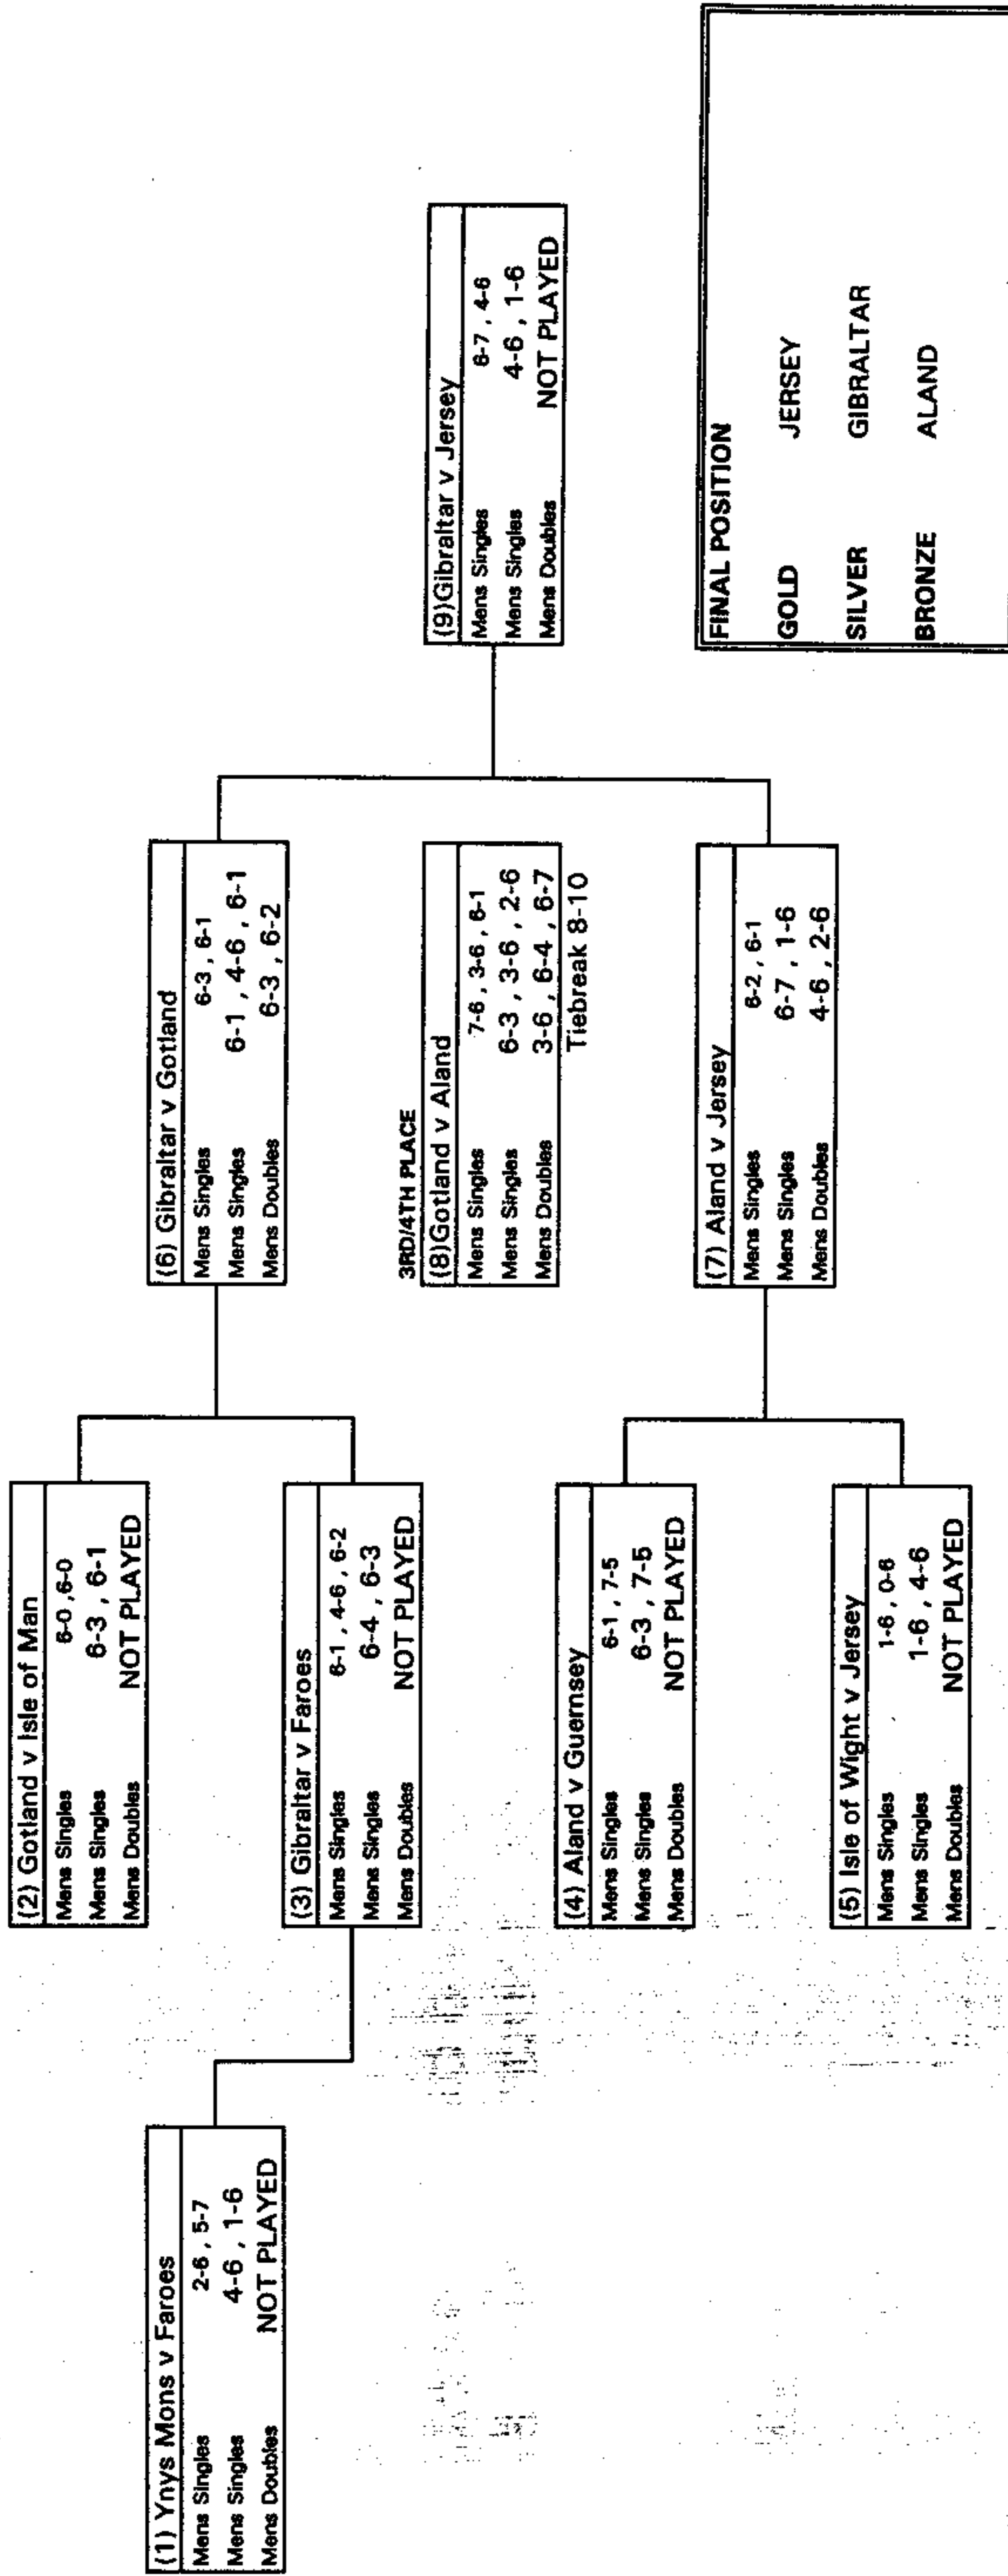 (1) Ynys Mons v Faroes
Mens Singles 2-6 , 5-7
Mens Singles 4-6 , 1-6
Mens Doubles NOT PLAYED
(2) Gotland v Isle of Man
Mens Singles 6-0 ,6-0
Mens Singles 6-3 , 6-1
Mens Doubles NOT PLAYED
(3) Gibraltar v Faroes
Mens Singles 6-1 , 4-6 , 6-2
Mens Singles 6-4 , 6-3
Mens Doubles NOT PLAYED
(4) Aland v Guernsey
Mens Singles 6-1 , 7-5
Mens Singles 6-3 , 7-5
Mens Doubles NOT PLAYED
(5) Isle of Wight v Jersey
Mens Singles 1-6 , 0-6
Mens Singles 1-6 , 4-6
Mens Doubles NOT PLAYED
(6) Gibraltar v Gotland
Mens Singles 6-3 , 6-1
Mens Singles 6-1 , 4-6 , 6-1
Mens Doubles 6-3 , 6-2
3RD/4TH PLACE
(8)Gotland v Aland
Mens Singles 7-6 , 3-6 , 6-1
Mens Singles 6-3 , 3-6 , 2-6
Mens Doubles 3-6 , 6-4 , 6-7
Tiebreak 8-10
(7) Aland v Jersey
Mens Singles 6-2 , 6-1
Mens Singles 6-7 , 1-6
Mens Doubles 4-6 , 2-6
(9)Gibraltar v Jersey
Mens Singles 6-7 , 4-6
Mens Singles 4-6 , 1-6
Mens Doubles NOT PLAYED
FINAL POSITION
GOLD JERSEY
SILVER GIBRALTAR
BRONZE ALAND